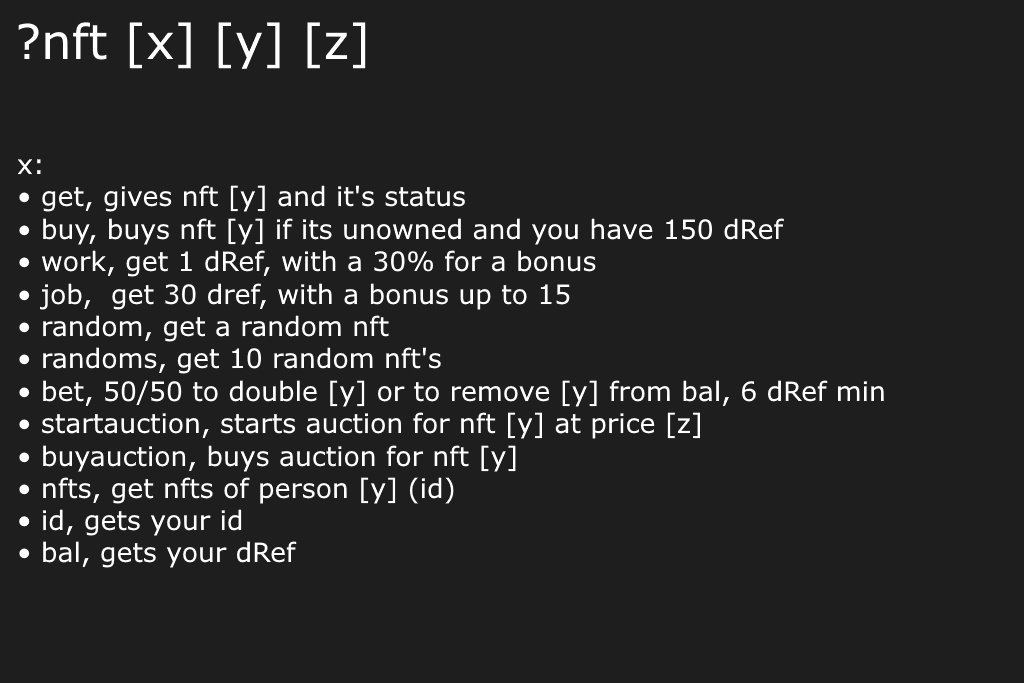 ?nft [x] [y] [z]
x:
• get, gives nft [y] and it's status
• buy, buys nft [y] if its unowned and you have 150 dRef
• work, get 1 dRef, with a 30% for a bonus
• job,  get 30 dref, with a bonus up to 15
• random, get a random nft
• randoms, get 10 random nft's
• bet, 50/50 to double [y] or to remove [y] from bal, 6 dRef min
• startauction, starts auction for nft [y] at price [z]
• buyauction, buys auction for nft [y]
• nfts, get nfts of person [y] (id)
• id, gets your id
• bal, gets your dRef